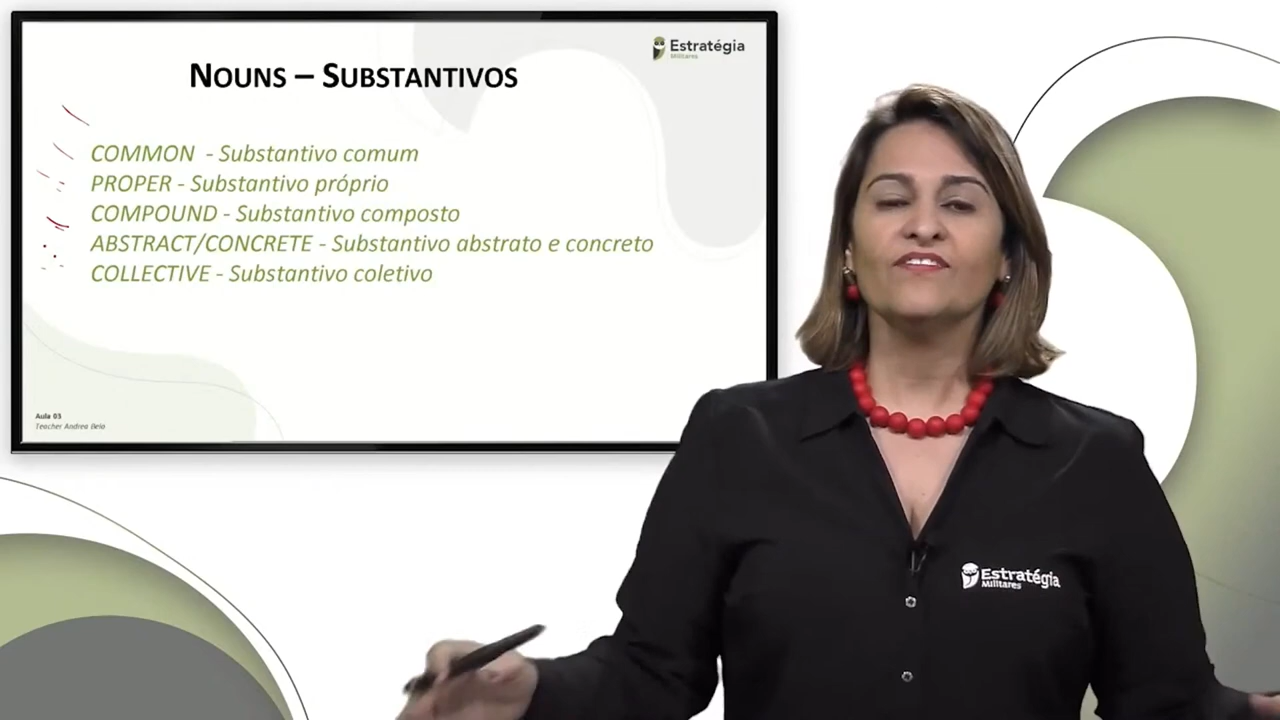 Estratégia
Militares
NOUNS – SUBSTANTIVOS
COMMON - Substantivo comum
PROPER - Substantivo próprio
COMPOUND - Substantivo composto
ABSTRACT/CONCRETE - Substantivo abstrato e concreto
COLLECTIVE - Substantivo coletivo
Aula 03
Teacher Andrea Belo
Estratégia
Militares